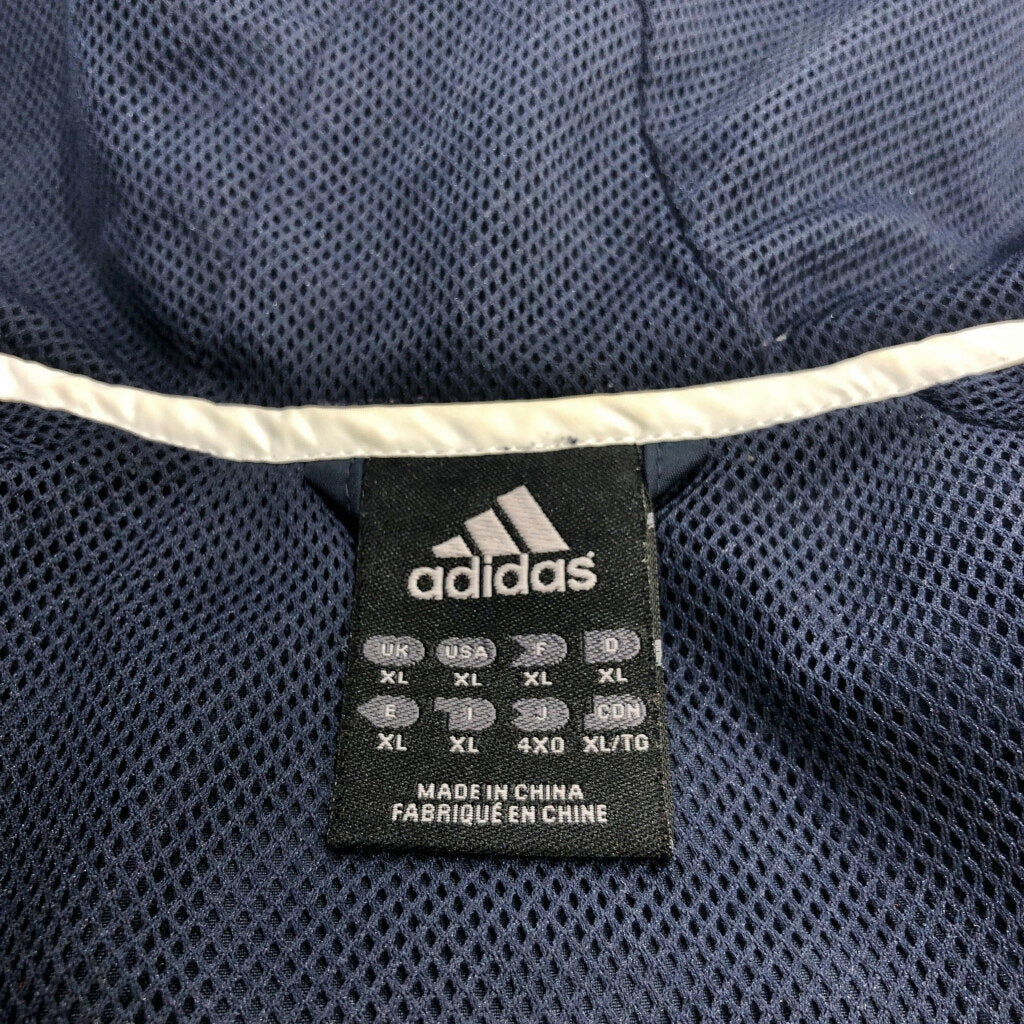 adidas
UK USA F D
XL XL XL XL
E I J CDN
XL XL 4XO XL/TG
MADE IN CHINA
FABRIQUÉ EN CHINE